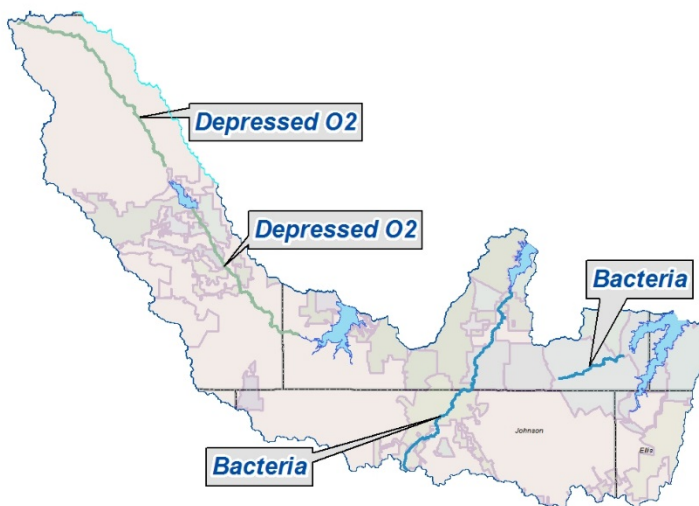 Depressed O2
Depressed O2
Bacteria
Johnson
Ellis
Bacteria